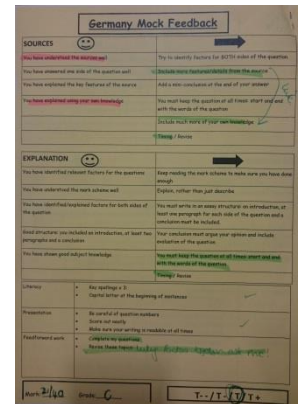 Germany Mock Feedback
SOURCES
You have understood the sources well
Try to identify factors for BOTH sides of the question
You have answered one side of the question well
Include more features/details from the source
You have explained the key features of the source
Add a mini conclusion at the end of your answer
You have explained using your own knowledge
You must keep the question at all times: start and end
with the words of the question
Include much more of your own knowledge
Timing / Revise
EXPLANATION
You have identified relevant factors for the questions
Keep reading the mark scheme to make sure you have done
enough
You have understood the mark scheme well
Explain, rather than just describe
You have identified/explained factors for both sides of
the question
You must write in an essay structure: an introduction, at
least one paragraph for each side of the question and a
conclusion must be included.
Good structure: you included an introduction, at least two
paragraphs and a conclusion
Your conclusion must argue your opinion and include
evaluation of the question
You have shown good subject knowledge
You must keep the question at all times: start and end
with the words of the question
Timing / Revise
Literacy
Key spellings x 3
Capital letter at the beginning of sentences
Presentation
Be careful of question numbers
Score out neatly
Make sure your writing is readable at all times
Feedforward work
Complete my questions
Revise these topics:
Mark: /40
Grade: C
T-- / T- / T / T+